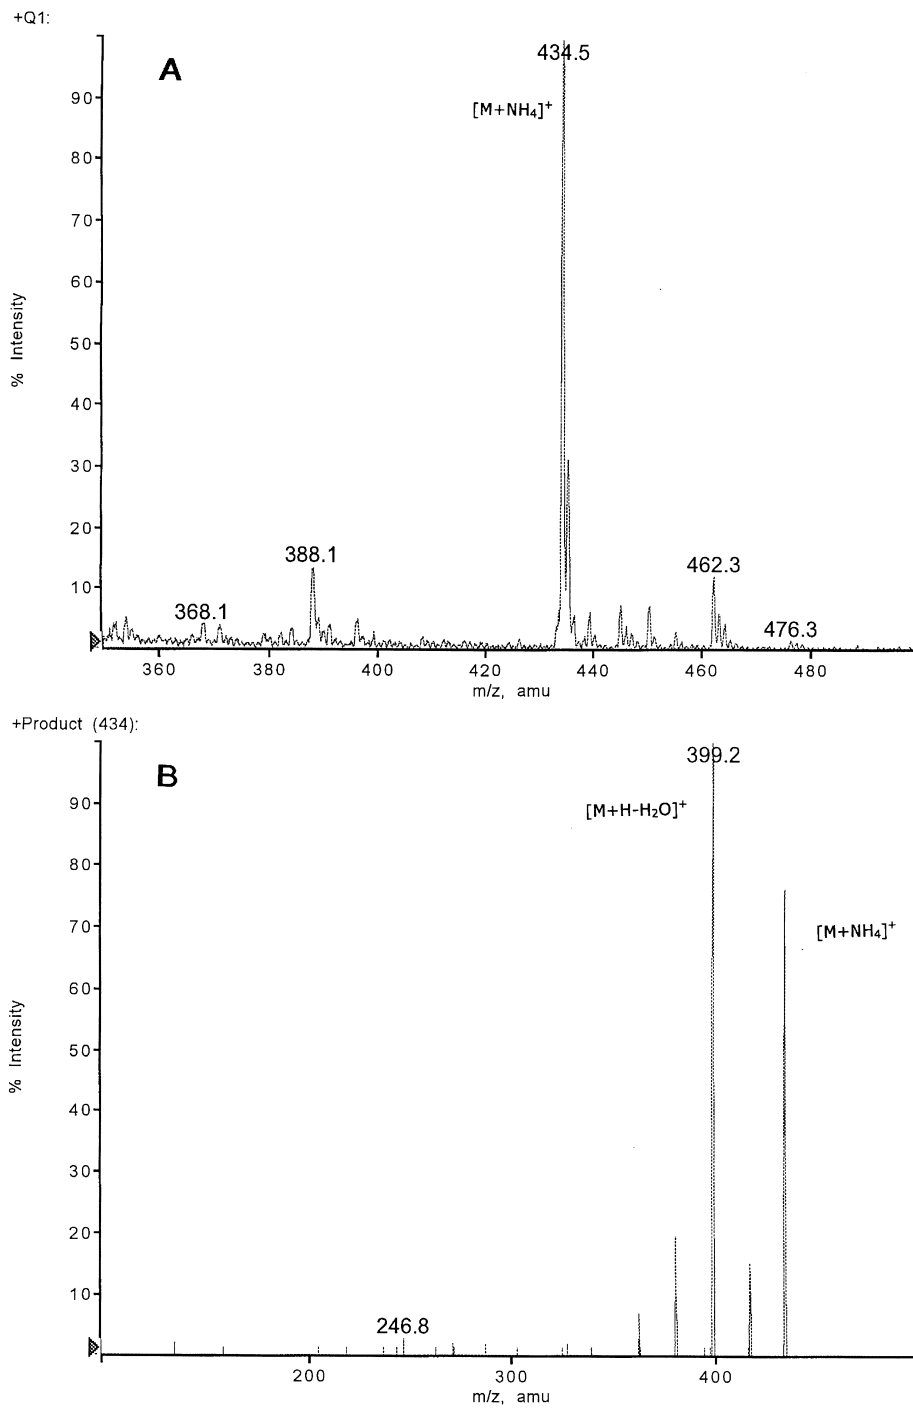 +Q1:
A
434.5
[M+NH₄]⁺
90
80
70
60
50
40
30
20
10
% Intensity
388.1
368.1
462.3
476.3
360 380 400 420 440 460 480
m/z, amu
+Product (434):
B
399.2
[M+H-H₂O]⁺
[M+NH₄]⁺
90
80
70
60
50
40
30
20
10
% Intensity
246.8
200 300 400
m/z, amu